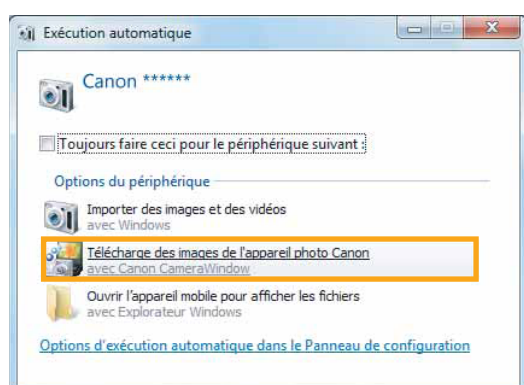 Exécution automatique
Canon ******
Toujours faire ceci pour le périphérique suivant :
Options du périphérique
Importer des images et des vidéos
avec Windows
Télécharge des images de l'appareil photo Canon
avec Canon CameraWindow
Ouvrir l'appareil mobile pour afficher les fichiers
avec Explorateur Windows
Options d'exécution automatique dans le Panneau de configuration